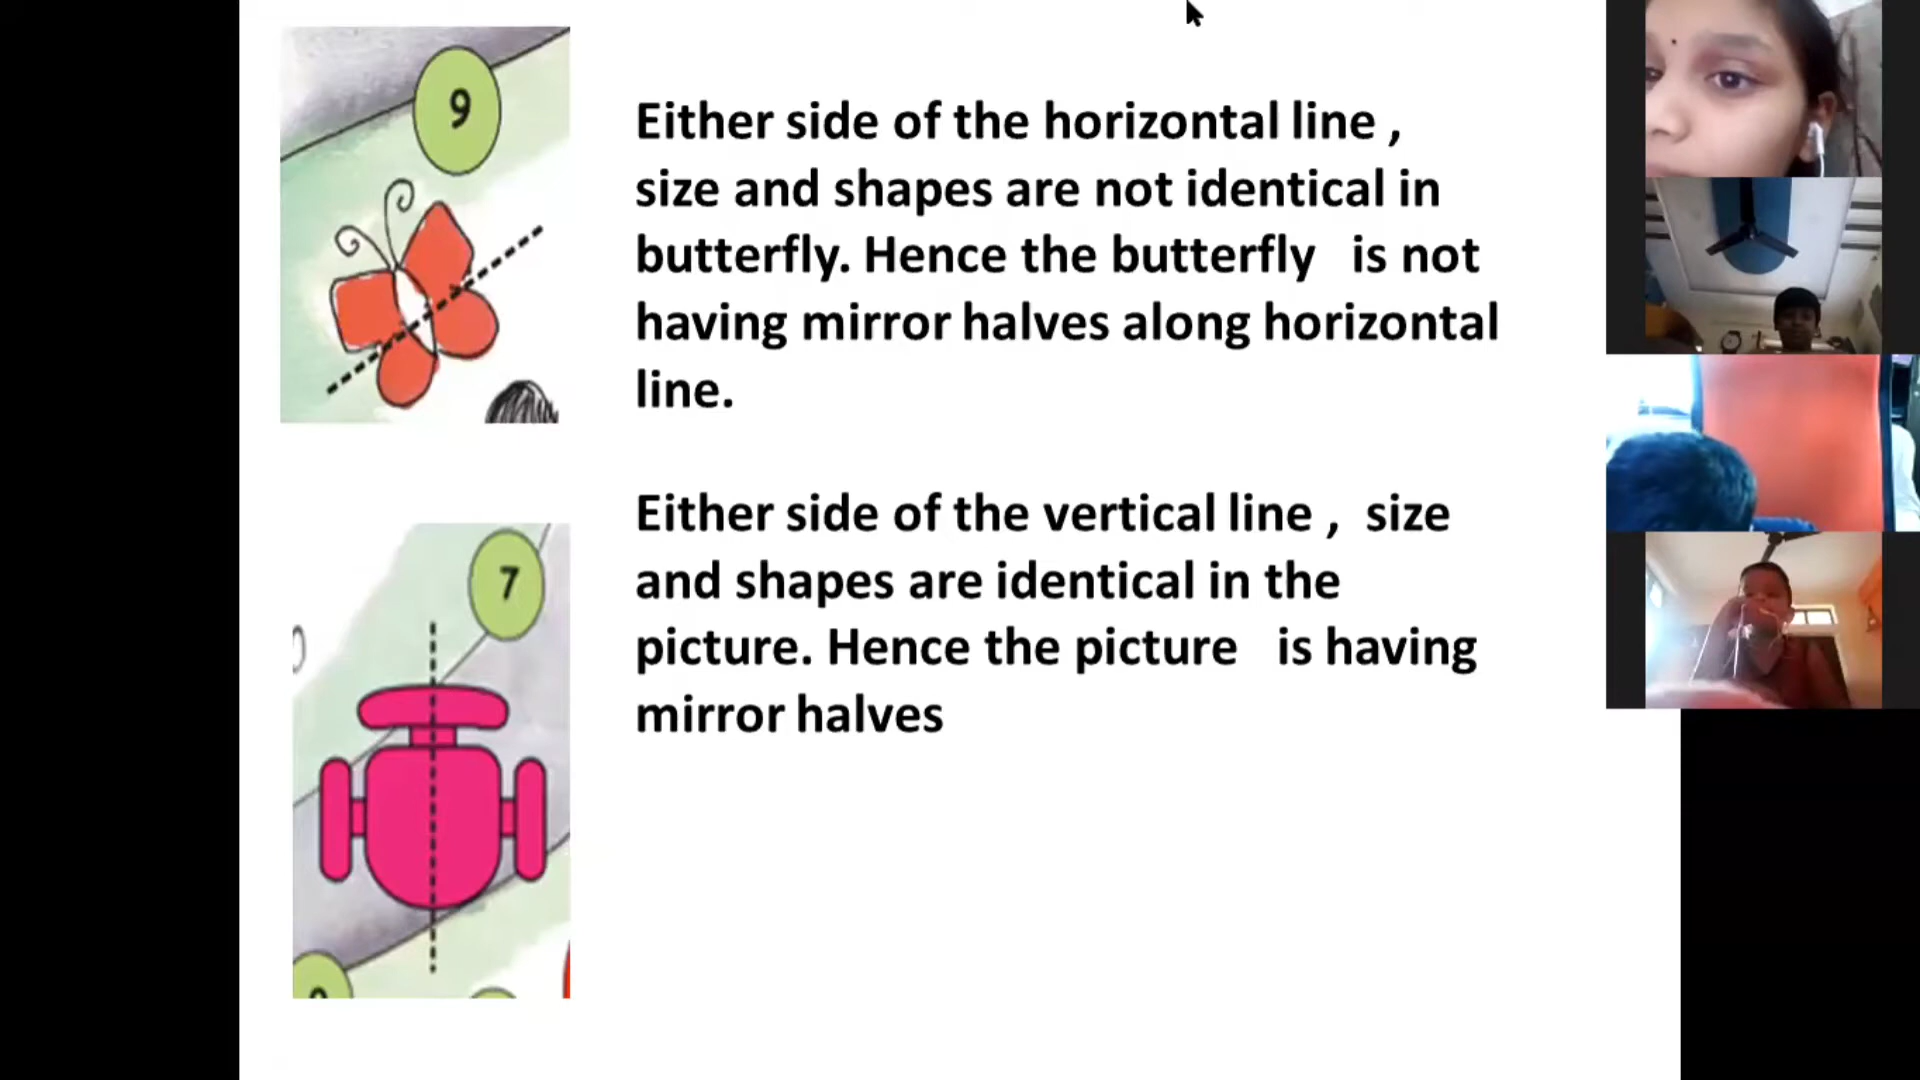 9
Either side of the horizontal line ,
size and shapes are not identical in
butterfly. Hence the butterfly is not
having mirror halves along horizontal
line.
7
Either side of the vertical line , size
and shapes are identical in the
picture. Hence the picture is having
mirror halves